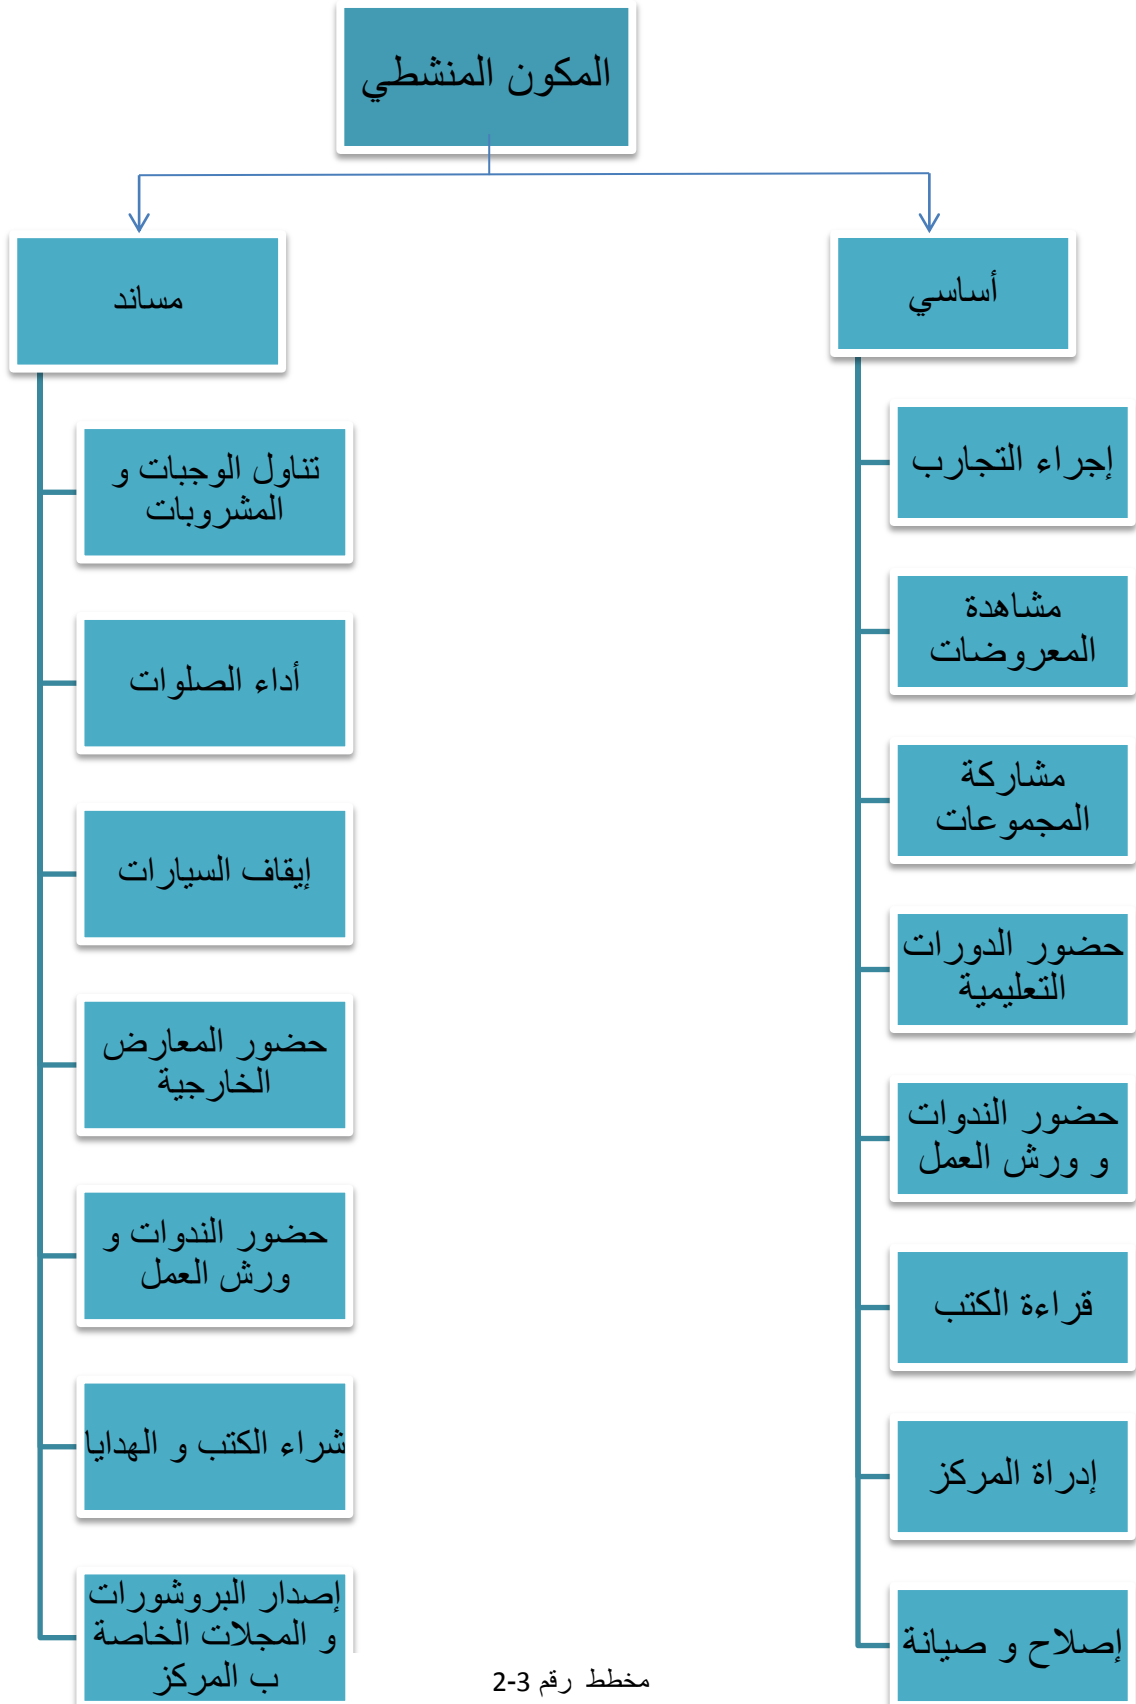 المكون المنشطي
أساسي
إجراء التجارب
مشاهدة
المعروضات
مشاركة
المجموعات
حضور الدورات
التعليمية
حضور الندوات
و ورش العمل
قراءة الكتب
إدراة المركز
إصلاح و صيانة
مساند
تناول الوجبات و
المشروبات
أداء الصلوات
إيقاف السيارات
حضور المعارض
الخارجية
حضور الندوات و
ورش العمل
شراء الكتب و الهدايا
إصدار البروشورات
و المجلات الخاصة
ب المركز
مخطط رقم 3-2